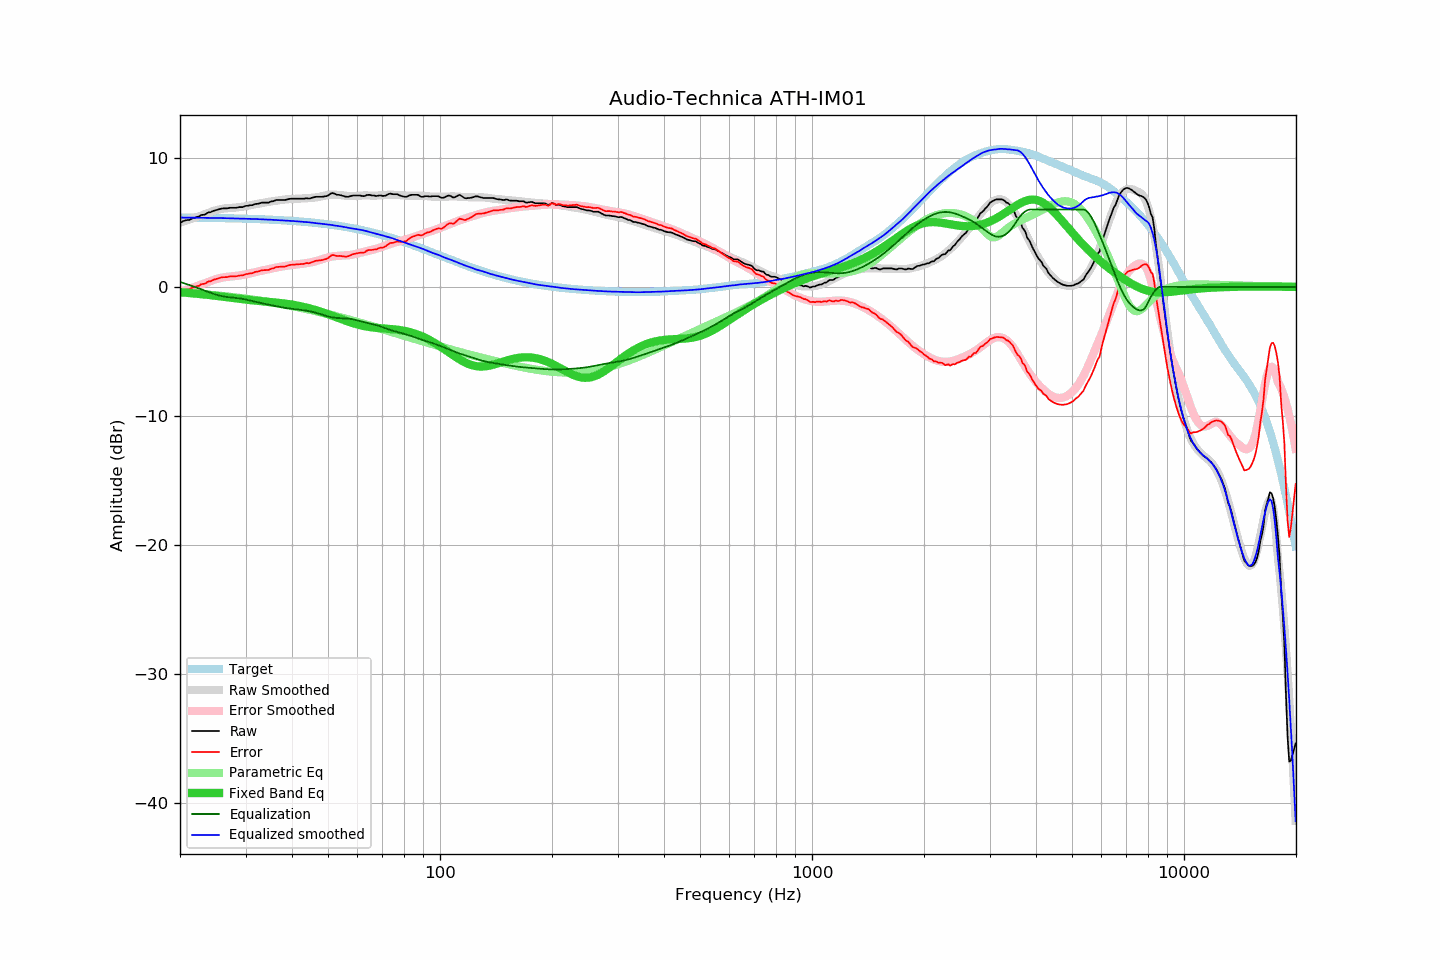 Audio-Technica ATH-IM01
10
0
−10
−20
−30
−40
Amplitude (dBr)
Target
Raw Smoothed
Error Smoothed
Raw
Error
Parametric Eq
Fixed Band Eq
Equalization
Equalized smoothed
100
1000
10000
Frequency (Hz)